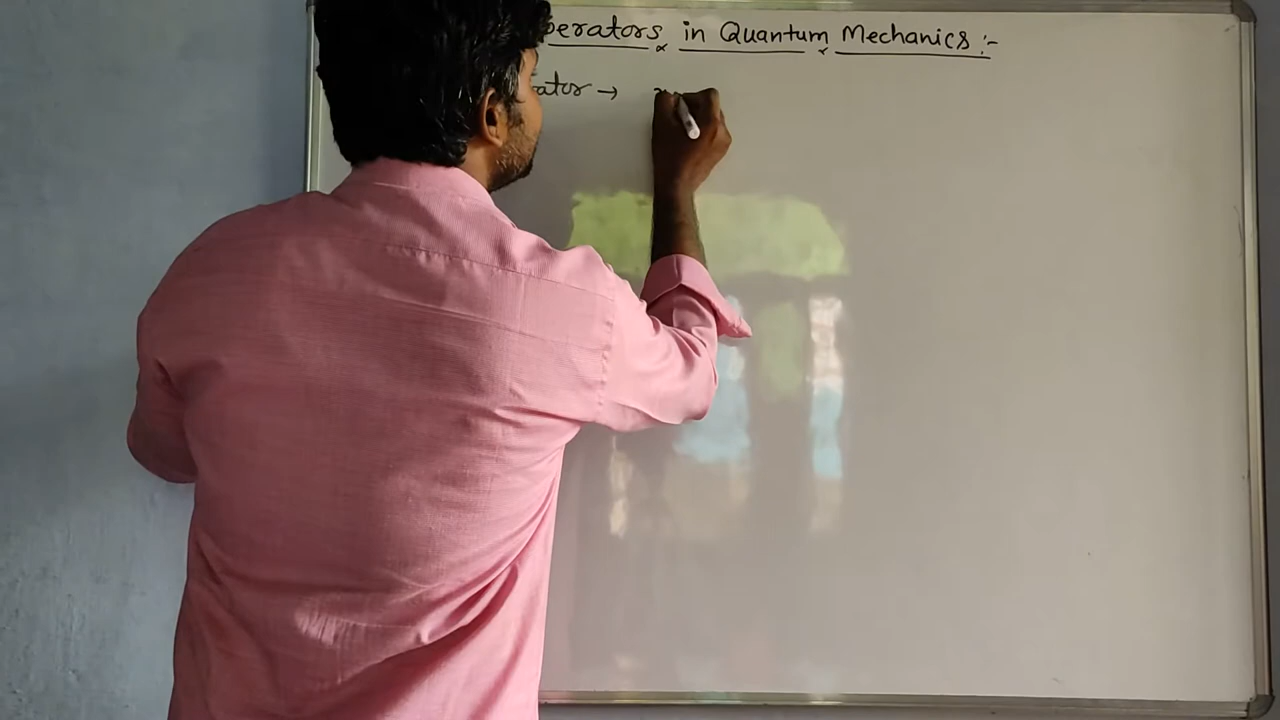 perators in Quantum Mechanics :-
ator →